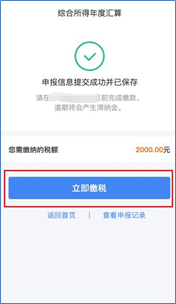 综合所得年度汇算
申报信息提交成功并已保存
请在 前完成缴款，
逾期将会产生滞纳金。
您需缴纳的税额 2000.00元
立即缴税
返回首页 | 查看申报记录